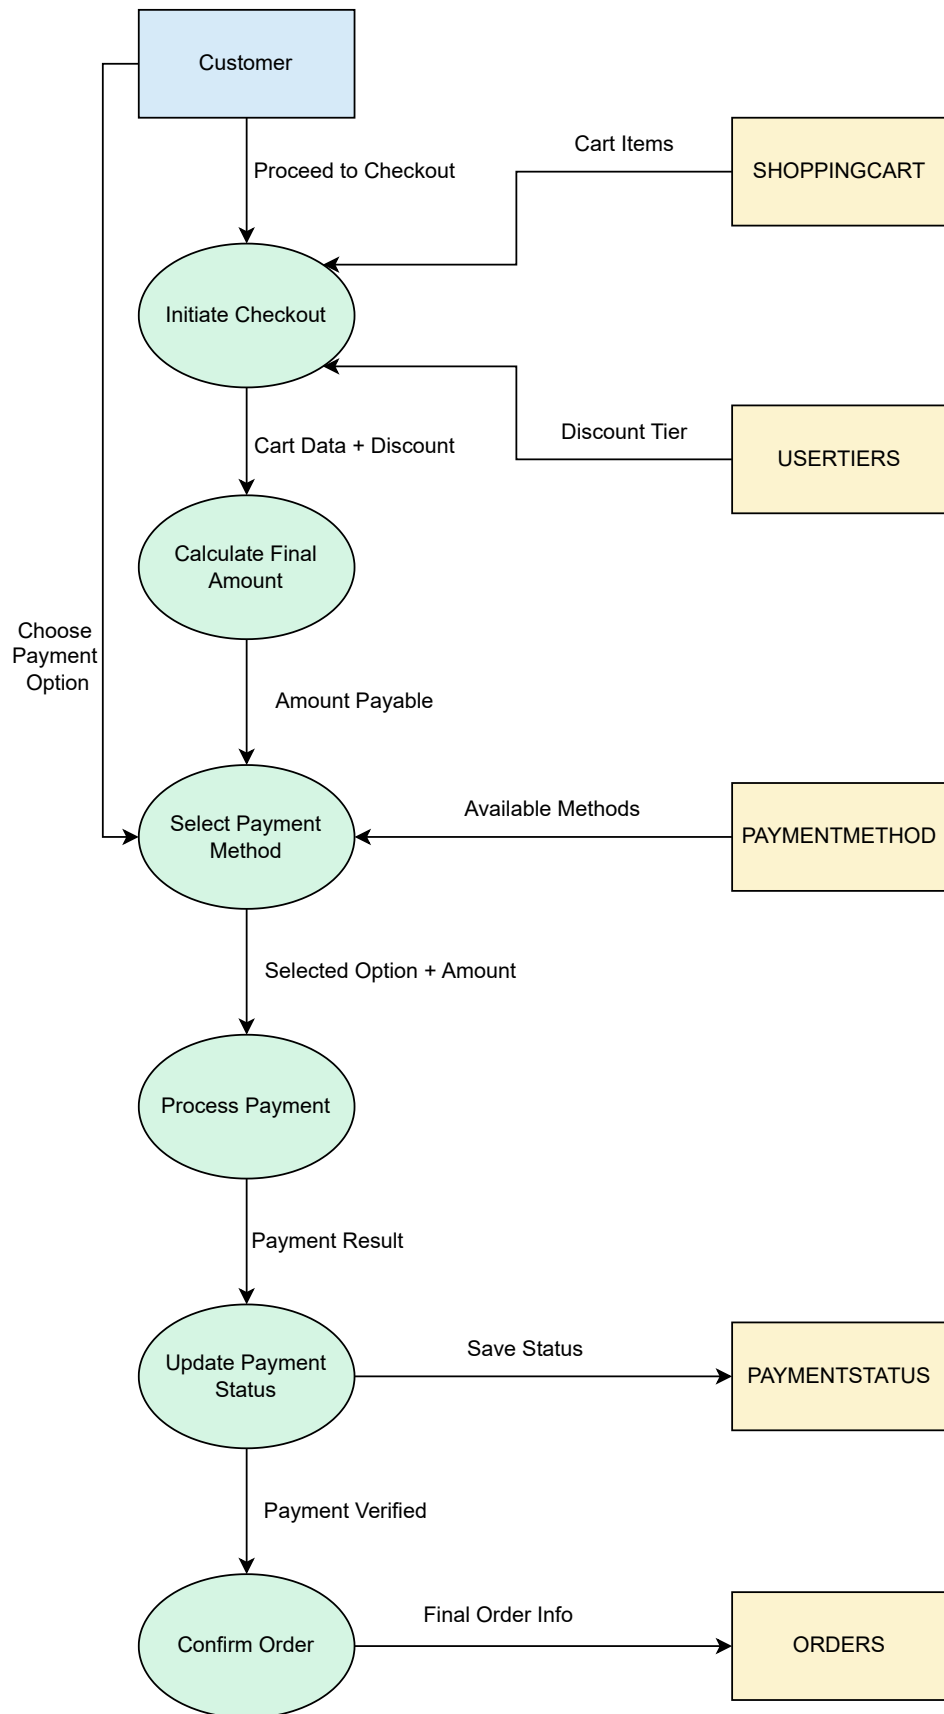 Customer
Proceed to Checkout
Cart Items
SHOPPINGCART
Initiate Checkout
Discount Tier
USERTIERS
Cart Data + Discount
Calculate Final
Amount
Choose
Payment
Option
Amount Payable
Select Payment
Method
Available Methods
PAYMENTMETHOD
Selected Option + Amount
Process Payment
Payment Result
Update Payment
Status
Save Status
PAYMENTSTATUS
Payment Verified
Confirm Order
Final Order Info
ORDERS